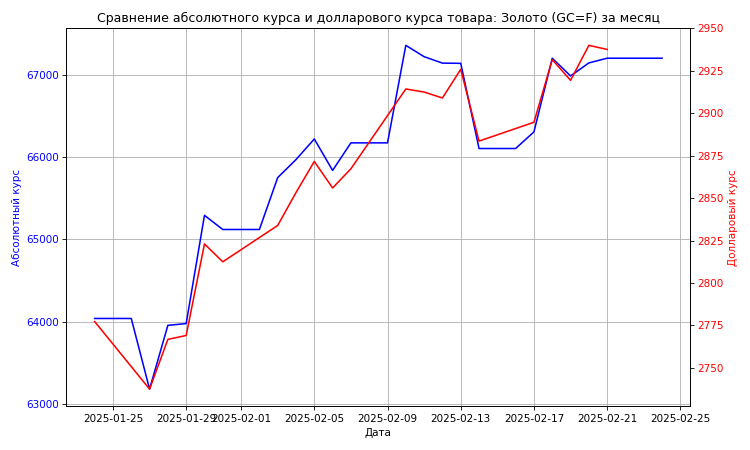 Сравнение абсолютного курса и долларового курса товара: Золото (GC=F) за месяц
Абсолютный курс
67000
66000
65000
64000
63000
2950
2925
2900
2875
2850
2825
2800
2775
2750
Долларовый курс
2025-01-25 2025-01-29 2025-02-01 2025-02-05 2025-02-09 2025-02-13 2025-02-17 2025-02-21 2025-02-25
Дата